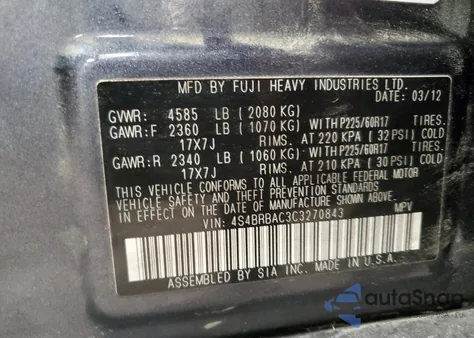 MFD BY FUJI HEAVY INDUSTRIES LTD.
GVWR: 4585 LB (2080 KG) DATE: 03/12
GAWR:F 2360 LB (1070 KG) WITH P225/60R17 TIRES.
17X7J RIMS. AT 220 KPA (32 PSI) COLD
GAWR:R 2340 LB (1060 KG) WITH P225/60R17 TIRES.
17X7J RIMS. AT 210 KPA (30 PSI) COLD
THIS VEHICLE CONFORMS TO ALL APPLICABLE FEDERAL MOTOR
VEHICLE SAFETY AND THEFT PREVENTION STANDARDS IN EFFECT
ON THE DATE OF MANUFACTURE SHOWN ABOVE.
VIN: 4S4BRBAC3C3270843 MPV
ASSEMBLED BY SIA INC. MADE IN U.S.A.
autoSnap